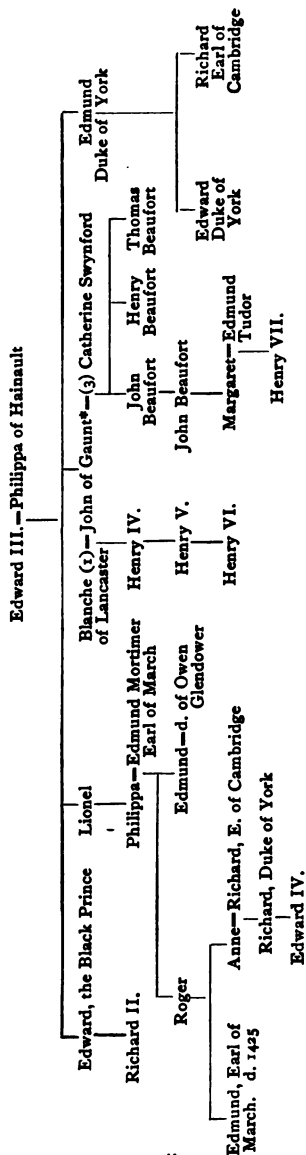 Edward III.—Philippa of Hainault
Edward, the Black Prince
Lionel
Blanche (1)—John of Gaunt*—(3) Catherine Swynford
of Lancaster
Edmund
Duke of York
Richard II.
Philippa—Edmund Mortimer
Earl of March
Henry IV.
John
Beaufort
Henry
Beaufort
Thomas
Beaufort
Edward Duke of
York
Richard
Earl of
Cambridge
Roger
Edmund—d. of Owen
Glendower
Henry V.
John Beaufort
Edmund, Earl of
March. d. 1425
Anne—Richard, E. of Cambridge
Henry VI.
Margaret—Edmund
Tudor
Richard, Duke of York
Henry VII.
Edward IV.